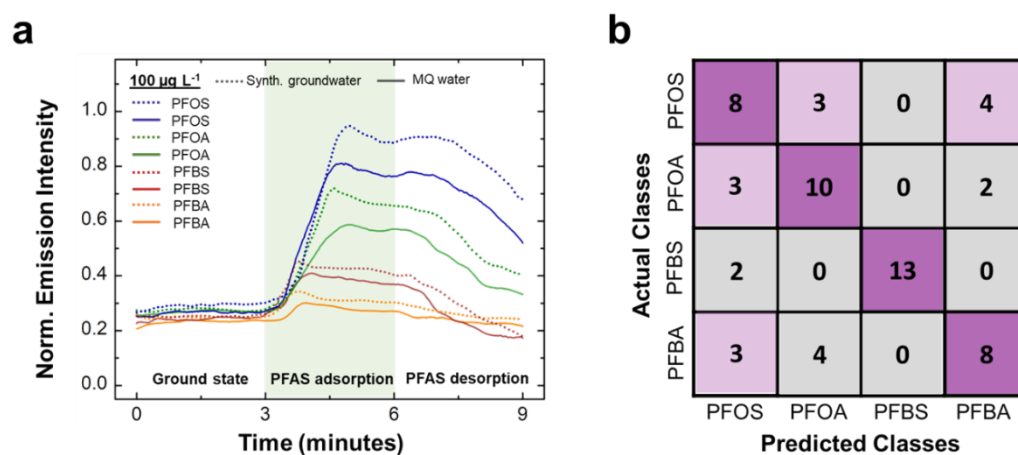 a
100 µg L-1
Synth. groundwater
MQ water
PFOS
PFOS
PFOA
PFOA
PFBS
PFBS
PFBA
PFBA
Norm. Emission Intensity
1.0
0.8
0.6
0.4
0.2
0.0
Ground state
PFAS adsorption
PFAS desorption
0 3 6 9
Time (minutes)
b
Actual Classes
PFOS 8 3 0 4
PFOA 3 10 0 2
PFBS 2 0 13 0
PFBA 3 4 0 8
PFOS PFOA PFBS PFBA
Predicted Classes